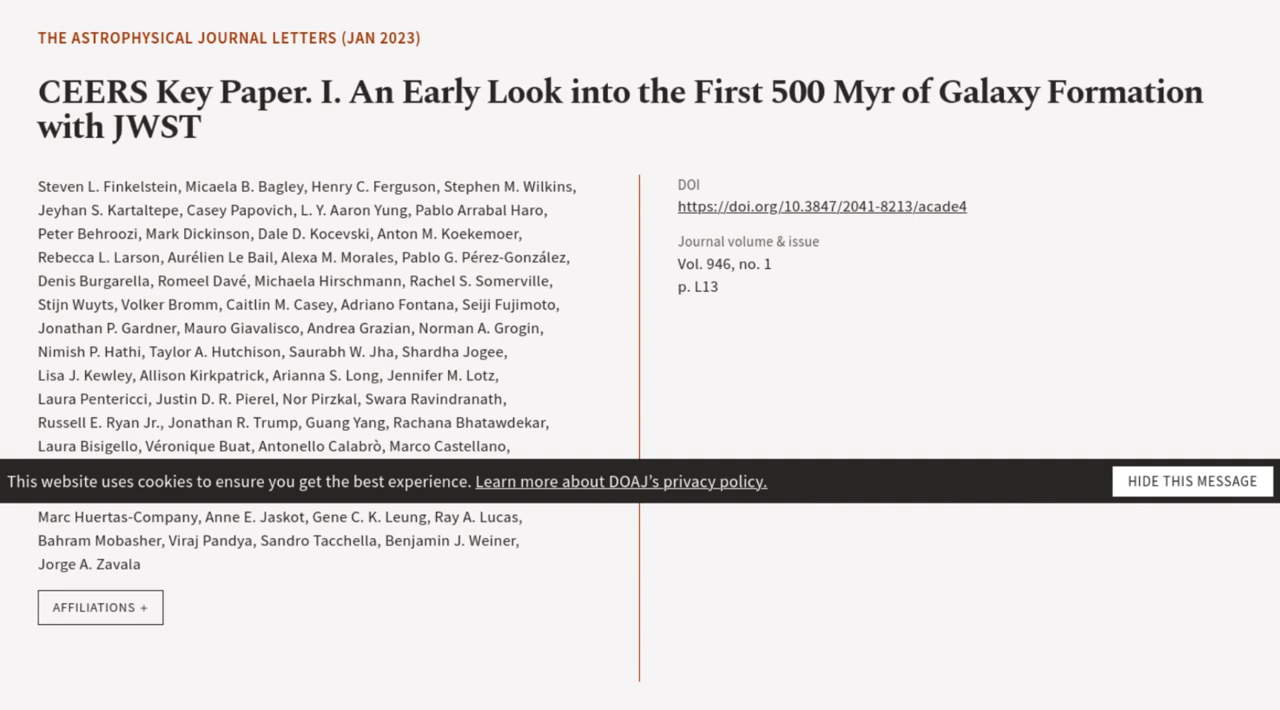 THE ASTROPHYSICAL JOURNAL LETTERS (JAN 2023)
CEERS Key Paper. I. An Early Look into the First 500 Myr of Galaxy Formation
with JWST
Steven L. Finkelstein, Micaela B. Bagley, Henry C. Ferguson, Stephen M. Wilkins,
Jeyhan S. Kartaltepe, Casey Papovich, L. Y. Aaron Yung, Pablo Arrabal Haro,
Peter Behroozi, Mark Dickinson, Dale D. Kocevski, Anton M. Koekemoer,
Rebecca L. Larson, Aurélien Le Bail, Alexa M. Morales, Pablo G. Pérez-González,
Denis Burgarella, Romeel Davé, Michaela Hirschmann, Rachel S. Somerville,
Stijn Wuyts, Volker Bromm, Caitlin M. Casey, Adriano Fontana, Seiji Fujimoto,
Jonathan P. Gardner, Mauro Giavalisco, Andrea Grazian, Norman A. Grogin,
Nimish P. Hathi, Taylor A. Hutchison, Saurabh W. Jha, Shardha Jogee,
Lisa J. Kewley, Allison Kirkpatrick, Arianna S. Long, Jennifer M. Lotz,
Laura Pentericci, Justin D. R. Pierel, Nor Pirzkal, Swara Ravindranath,
Russell E. Ryan Jr., Jonathan R. Trump, Guang Yang, Rachana Bhatawdekar,
Laura Bisigello, Véronique Buat, Antonello Calabrò, Marco Castellano,
Marc Huertas-Company, Anne E. Jaskot, Gene C. K. Leung, Ray A. Lucas,
Bahram Mobasher, Viraj Pandya, Sandro Tacchella, Benjamin J. Weiner,
Jorge A. Zavala
AFFILIATIONS +
DOI
https://doi.org/10.3847/2041-8213/acade4
Journal volume & issue
Vol. 946, no. 1
p. L13
This website uses cookies to ensure you get the best experience. Learn more about DOAJ’s privacy policy.
HIDE THIS MESSAGE